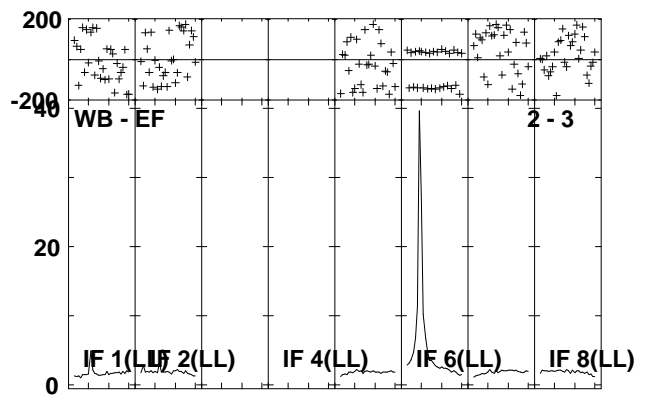 200
-200
40
WB - EF
2 - 3
20
IF 1(LL)
IF 2(LL)
IF 4(LL)
IF 6(LL)
IF 8(LL)
0